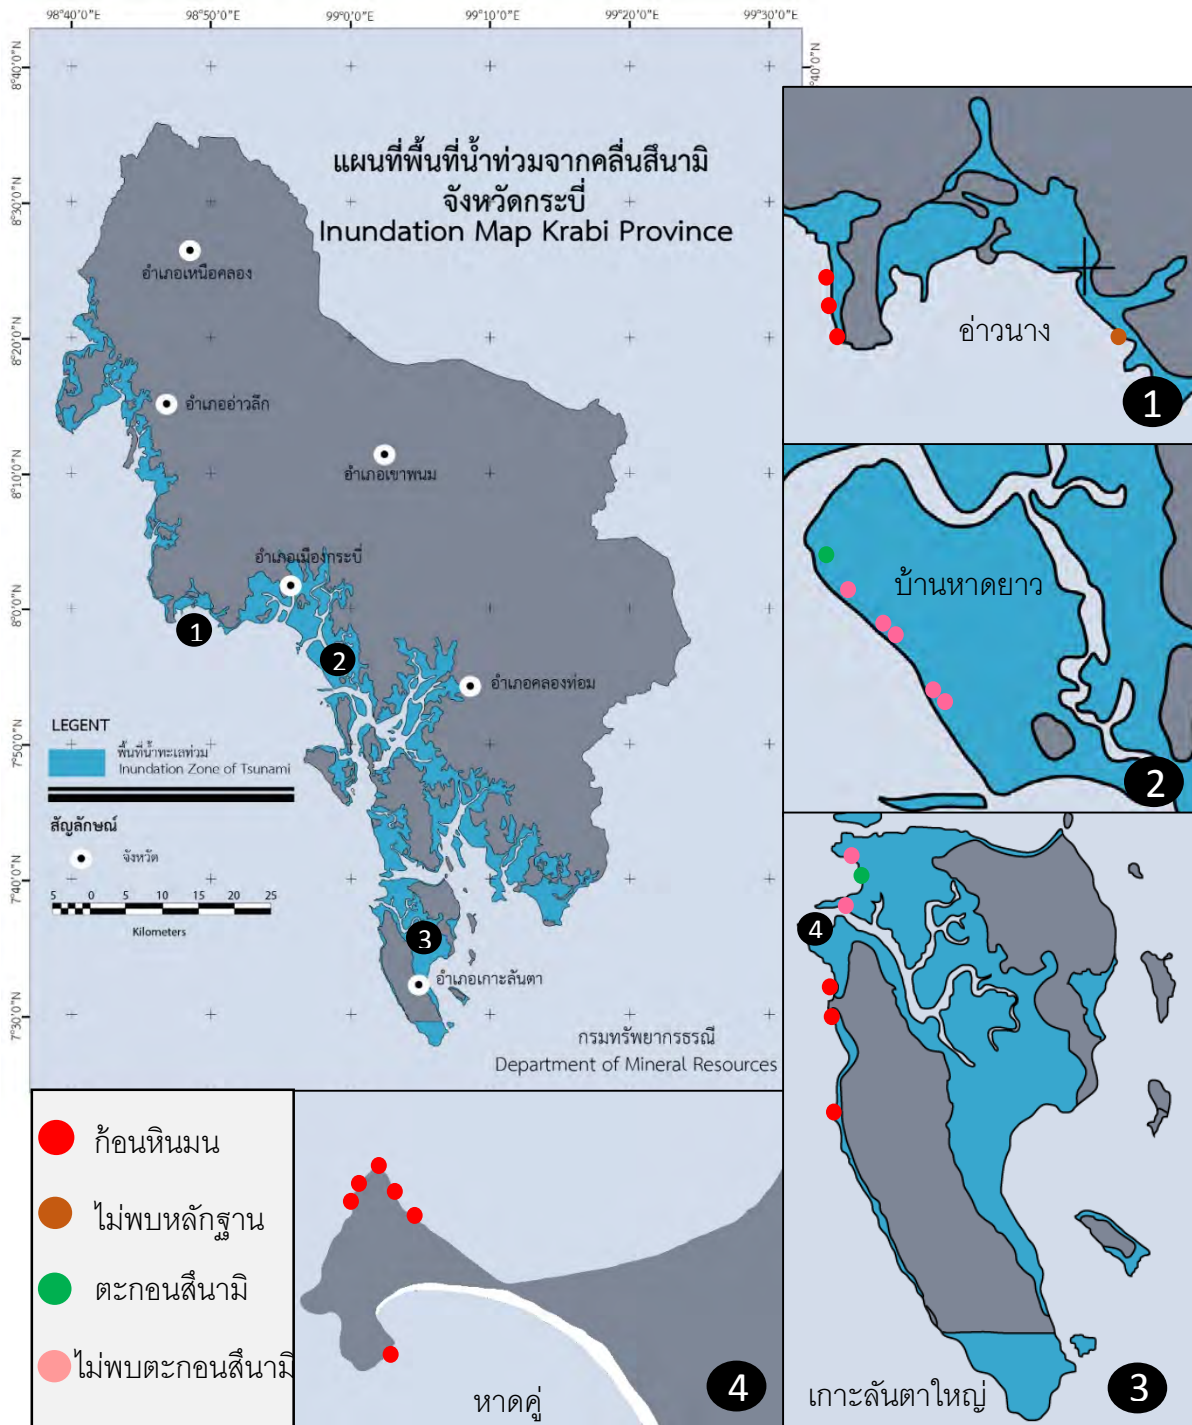 98°40'0"E 98°50'0"E 99°0'0"E 99°10'0"E 99°20'0"E 99°30'0"E
8°40'0"N
8°30'0"N
8°20'0"N
8°10'0"N
8°0'0"N
7°50'0"N
7°40'0"N
7°30'0"N
°40'0"N
แผนที่พื้นที่น้ำท่วมจากคลื่นสึนามิ
จังหวัดกระบี่
Inundation Map Krabi Province
อำเภอเหนือคลอง
อำเภออ่าวลึก
อำเภอเขาพนม
อำเภอเมืองกระบี่
1
2
อำเภอคลองท่อม
3
อำเภอเกาะลันตา
LEGENT
พื้นที่น้ำทะเลท่วม
Inundation Zone of Tsunami
สัญลักษณ์
จังหวัด
5 0 5 10 15 20 25
Kilometers
กรมทรัพยากรธรณี
Department of Mineral Resources
อ่าวนาง
1
บ้านหาดยาว
2
4
เกาะลันตาใหญ่
3
ก้อนหินมน
ไม่พบหลักฐาน
ตะกอนสึนามิ
ไม่พบตะกอนสึนามิ
หาดคู่
4